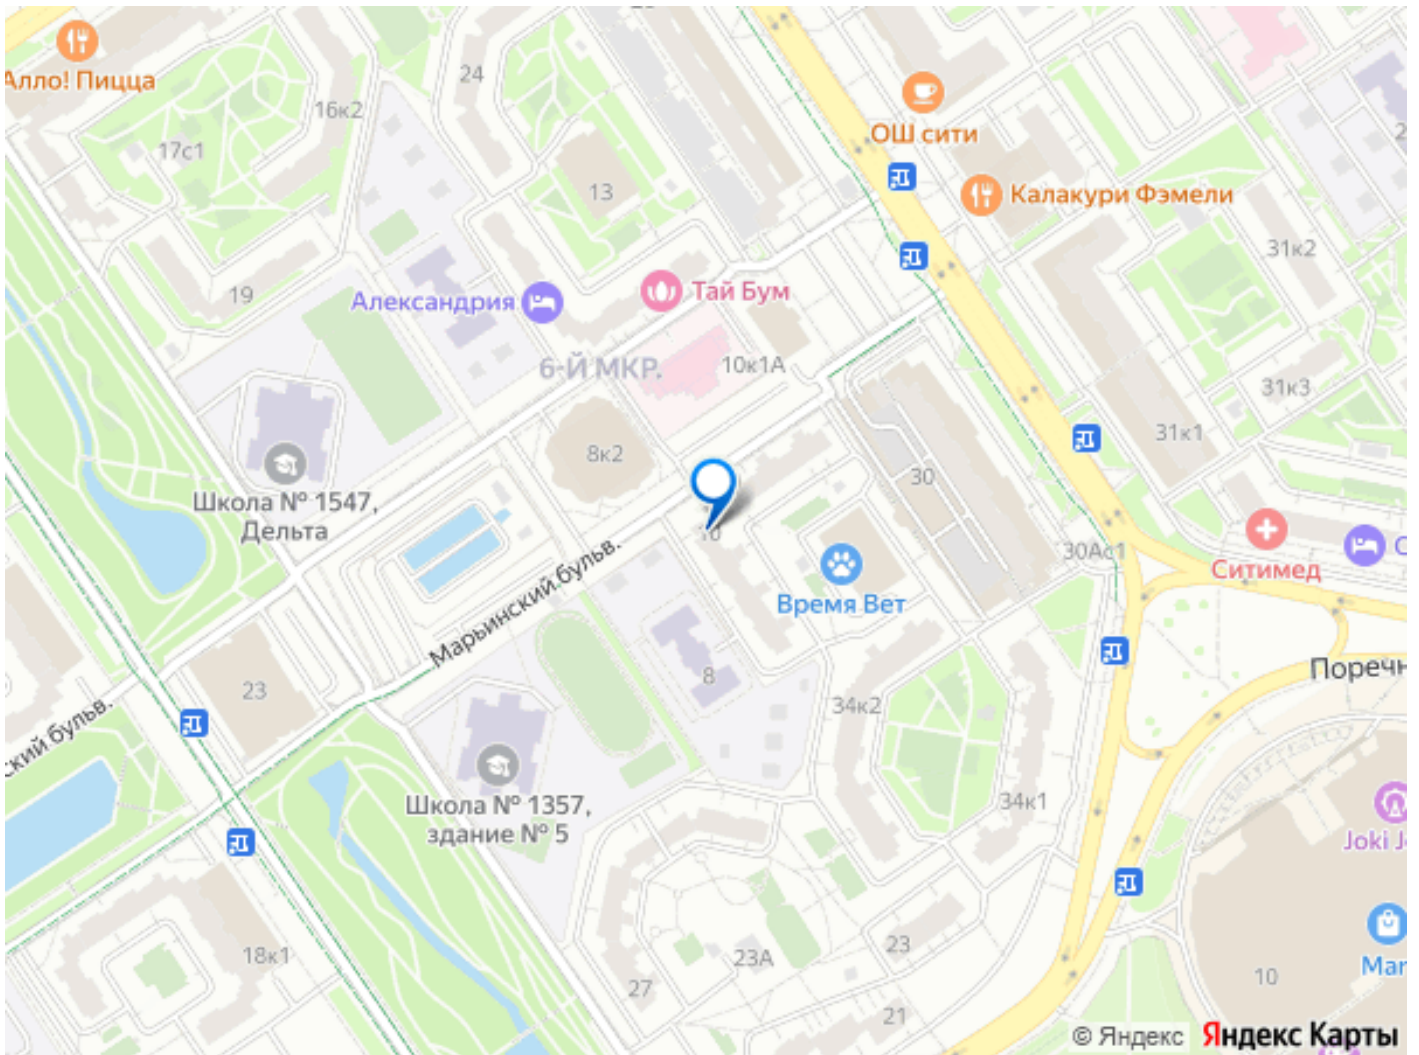 Алло! Пицца
24
16к2
17с1
ОШ сити
13
Калакури Фэмели
31к2
19
Александрия
Тай Бум
6-Й МКР.
10к1А
31к3
31к1
8к2
30
Школа № 1547,
Дельта
30Ас1
Ситимед
Время Вет
Марьинский бульв.
Поречн
8
23
34к2
ский бульв.
Школа № 1357,
здание № 5
34к1
Joki J
18к1
23А
23
27
10
Mar
21
© Яндекс
Яндекс Карты